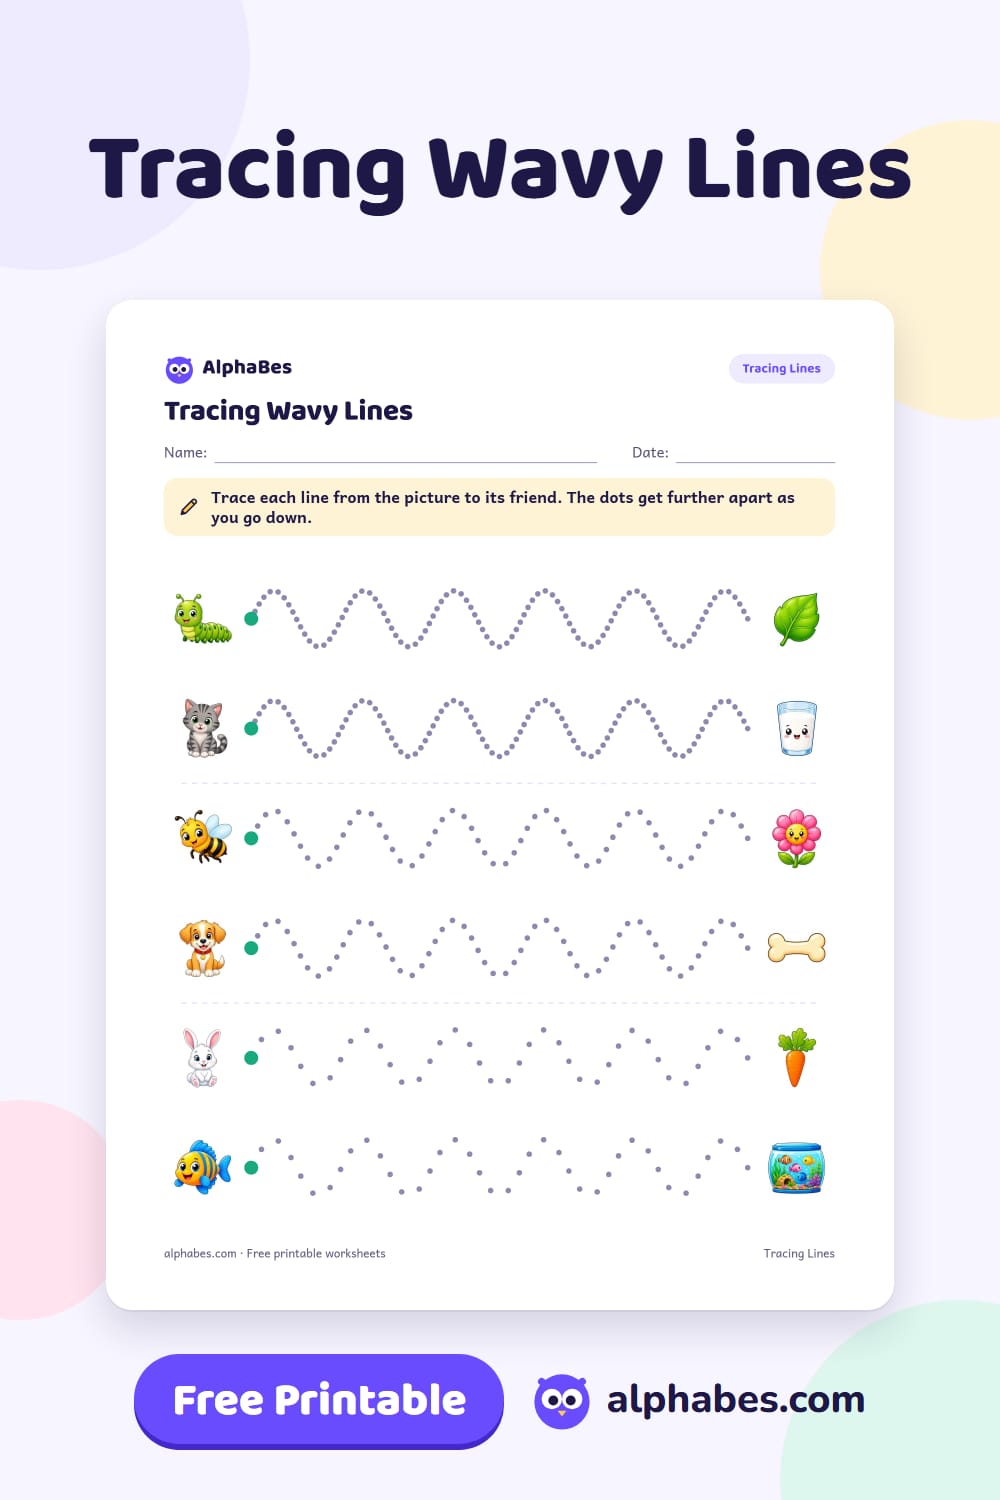 Tracing Wavy Lines
AlphaBes
Tracing Lines
Tracing Wavy Lines
Name:
Date:
Trace each line from the picture to its friend. The dots get further apart as
you go down.
alphabes.com · Free printable worksheets
Tracing Lines
Free Printable
alphabes.com